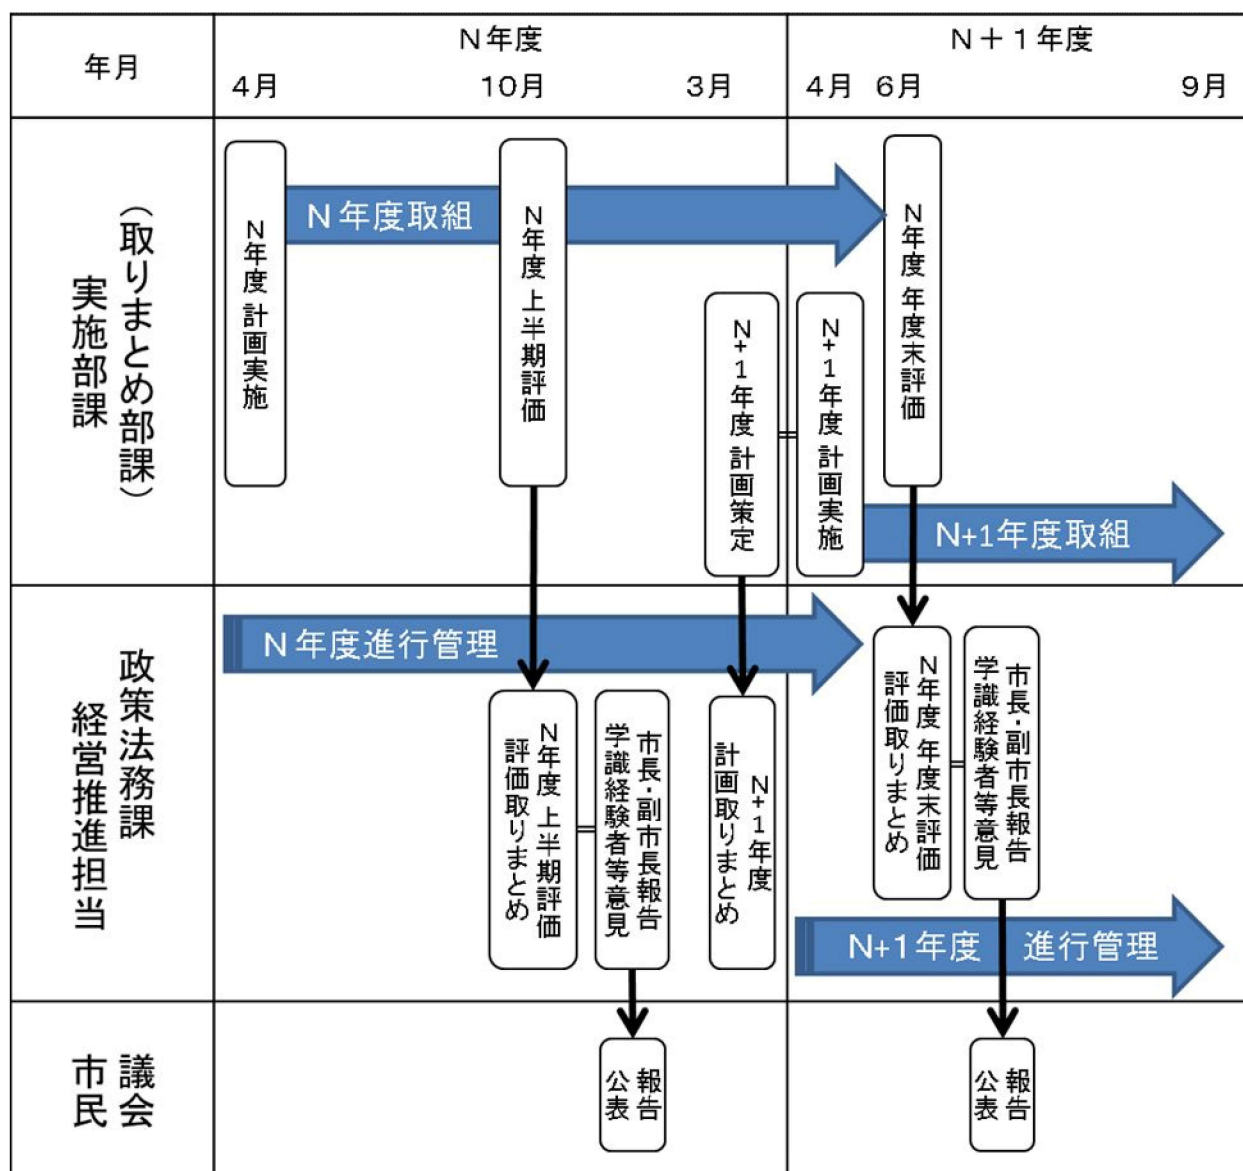 年月
N年度
N＋1年度
4月
10月
3月
4月
6月
9月
（取りまとめ部課）
実施部課
N年度 計画実施
N年度取組
N年度 上半期評価
N+1年度 計画策定
N+1年度 計画実施
N年度 年度末評価
N+1年度取組
政策法務課
経営推進担当
N年度進行管理
N年度 上半期評価
評価取りまとめ
市長・副市長報告
学識経験者等意見
N+1年度
計画取りまとめ
N年度 年度末評価
評価取りまとめ
市長・副市長報告
学識経験者等意見
N+1年度 進行管理
議会
市民
報告
公表
報告
公表